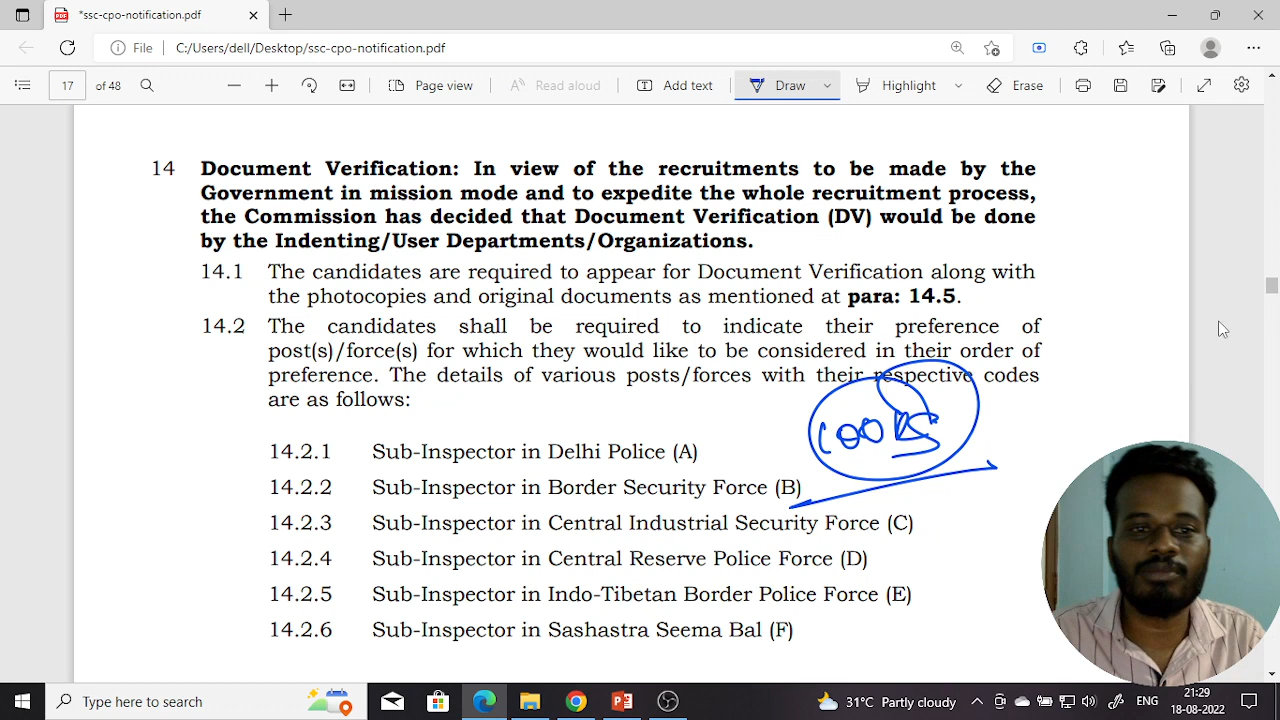 *ssc-cpo-notification.pdf
File C:/Users/dell/Desktop/ssc-cpo-notification.pdf
17 of 48 Page view Read aloud Add text Draw Highlight Erase
14 Document Verification: In view of the recruitments to be made by the
Government in mission mode and to expedite the whole recruitment process,
the Commission has decided that Document Verification (DV) would be done
by the Indenting/User Departments/Organizations.
14.1 The candidates are required to appear for Document Verification along with
the photocopies and original documents as mentioned at para: 14.5.
14.2 The candidates shall be required to indicate their preference of
post(s)/force(s) for which they would like to be considered in their order of
preference. The details of various posts/forces with their respective codes
are as follows:
14.2.1 Sub-Inspector in Delhi Police (A)
14.2.2 Sub-Inspector in Border Security Force (B)
14.2.3 Sub-Inspector in Central Industrial Security Force (C)
14.2.4 Sub-Inspector in Central Reserve Police Force (D)
14.2.5 Sub-Inspector in Indo-Tibetan Border Police Force (E)
14.2.6 Sub-Inspector in Sashastra Seema Bal (F)
Type here to search
31°C Partly cloudy ENG
21:29
18-08-2022